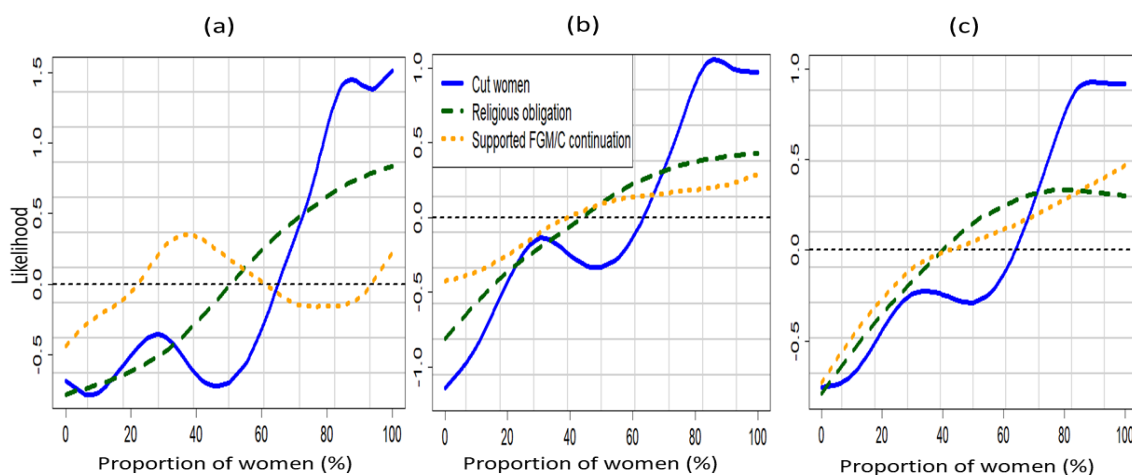 (a)
(b)
(c)
Likelihood
1.5
1.0
0.5
0.0
-0.5
0 20 40 60 80 100
Proportion of women (%)
1.0
0.5
0.0
-0.5
-1.0
Cut women
Religious obligation
Supported FGM/C continuation
0 20 40 60 80 100
Proportion of women (%)
1.0
0.5
0.0
-0.5
0 20 40 60 80 100
Proportion of women (%)